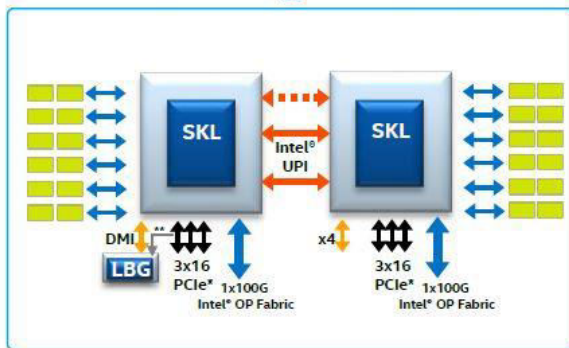 SKL
SKL
Intel®
UPI
DMI
**
x4
LBG
3x16
PCIe*
1x100G
Intel® OP Fabric
3x16
PCIe*
1x100G
Intel® OP Fabric